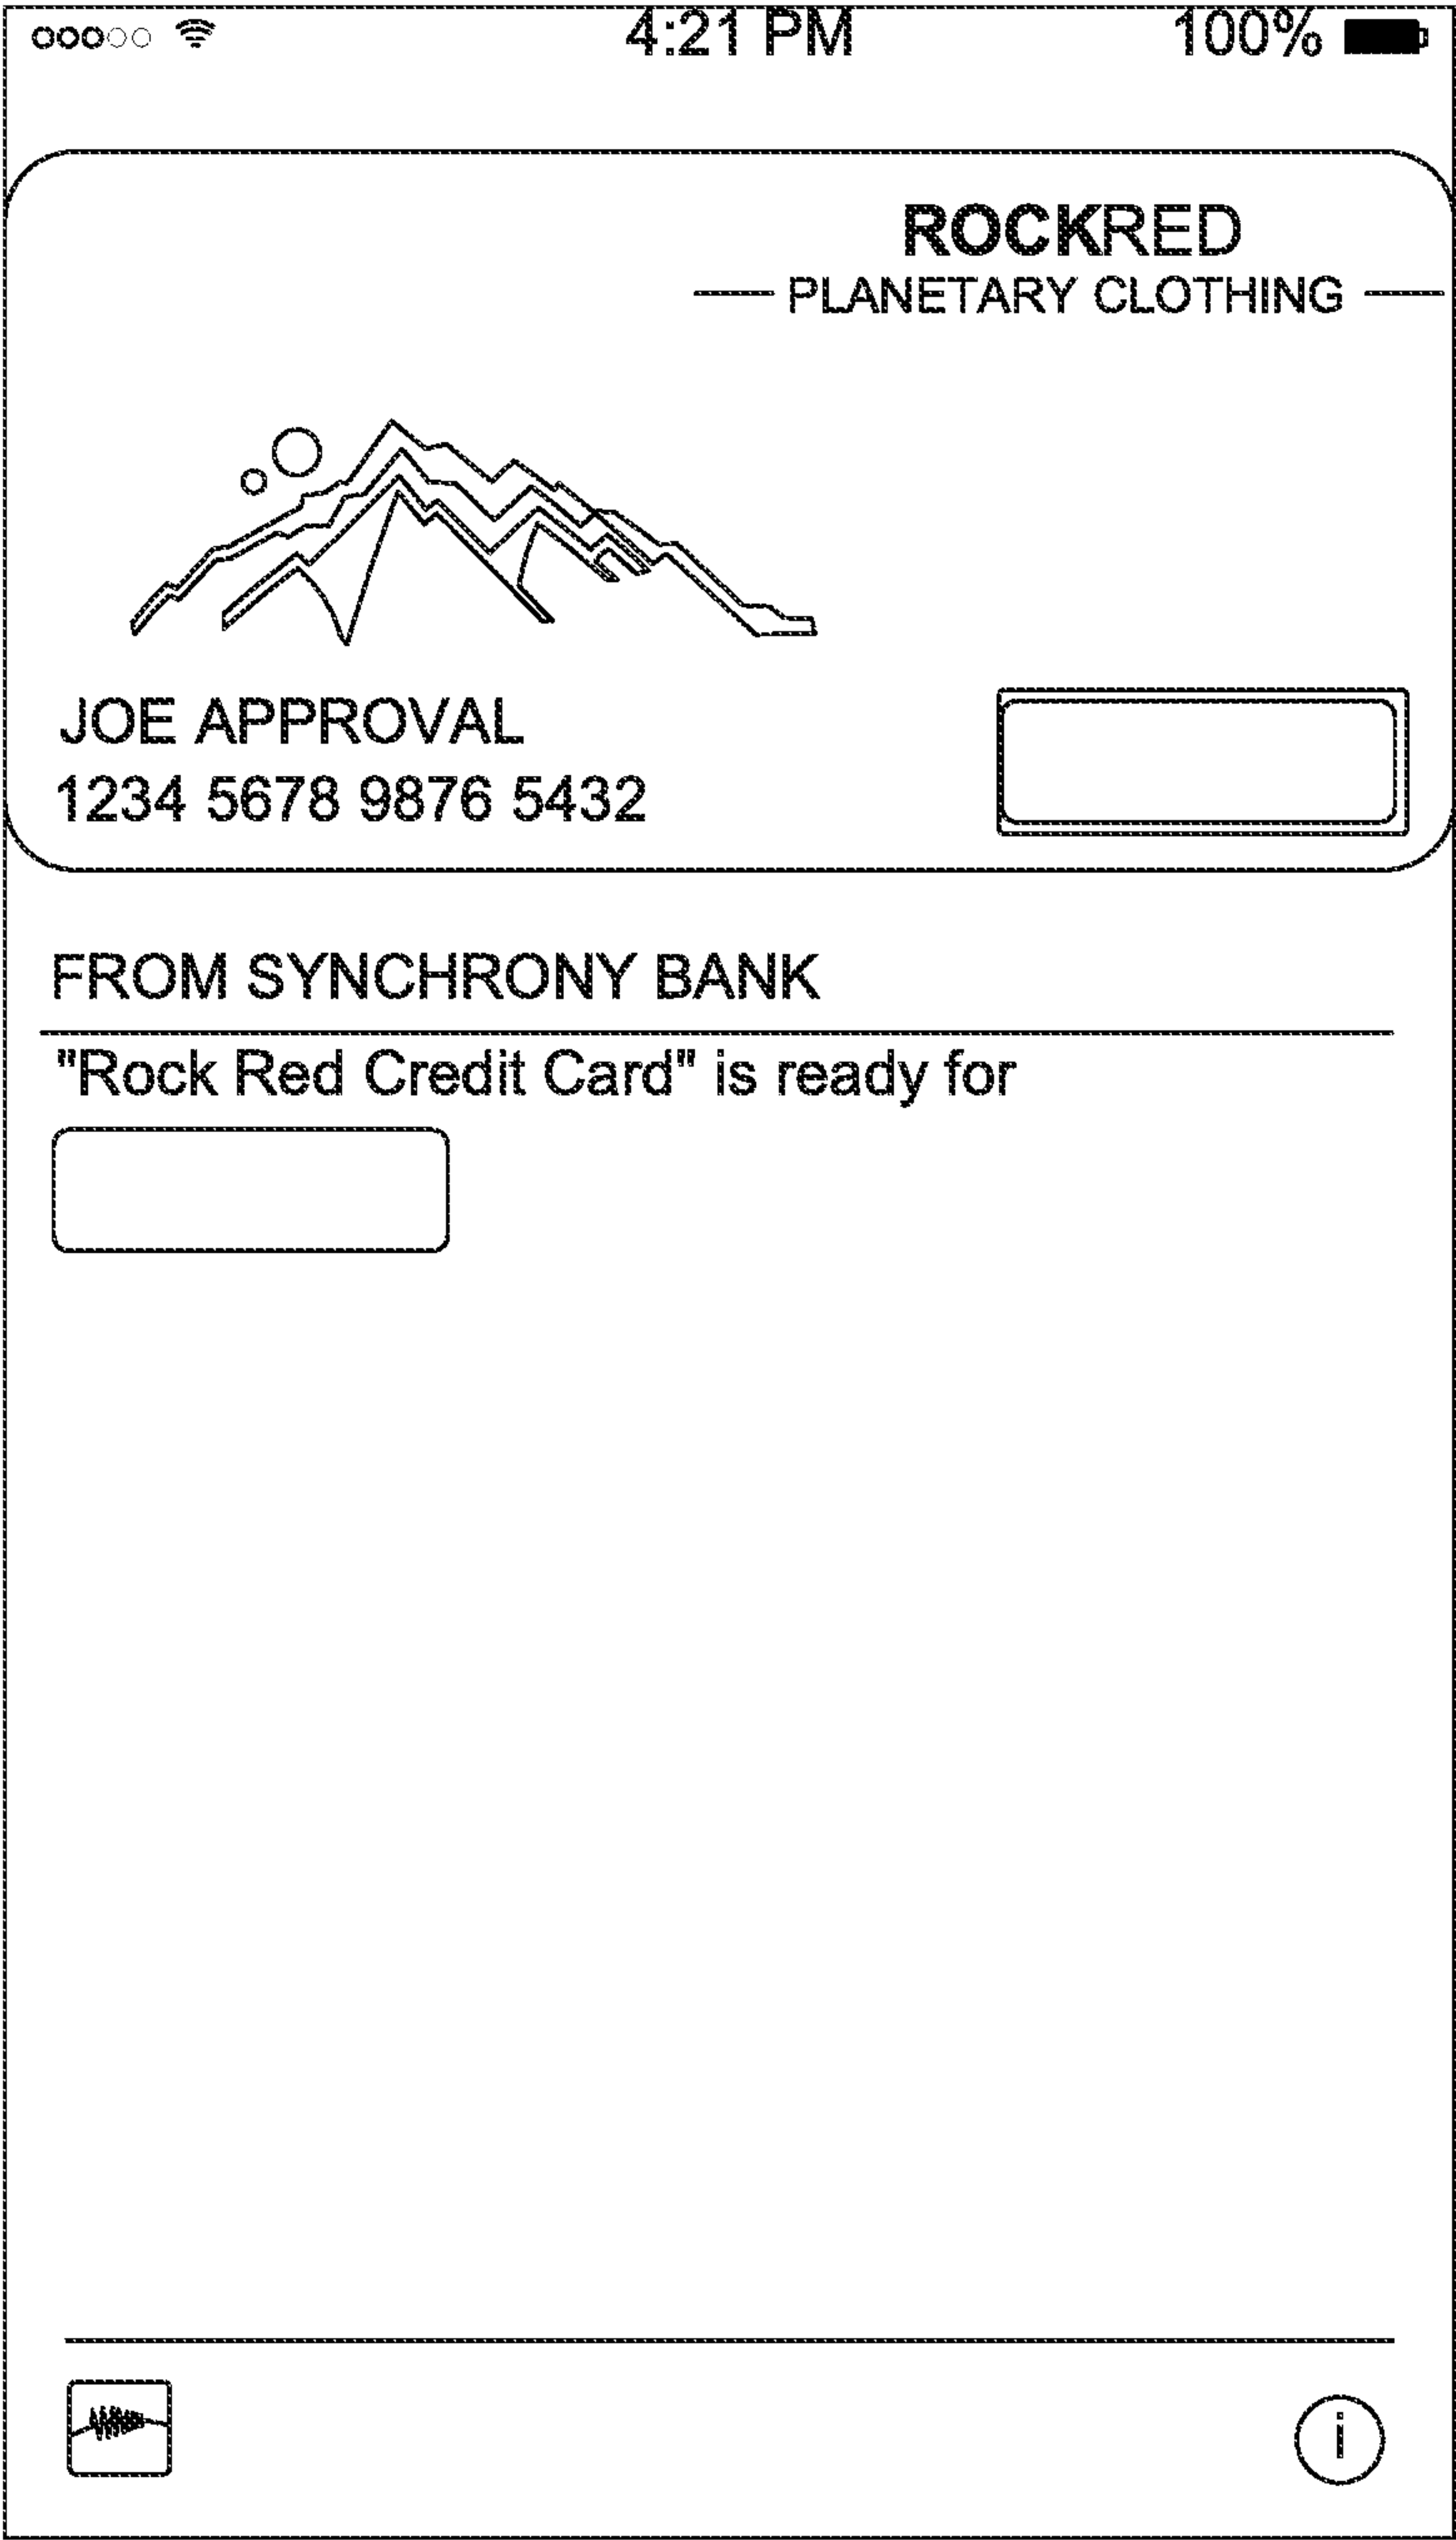 4:21 PM 100%
ROCKRED
PLANETARY CLOTHING
JOE APPROVAL
1234 5678 9876 5432
FROM SYNCHRONY BANK
"Rock Red Credit Card" is ready for
i